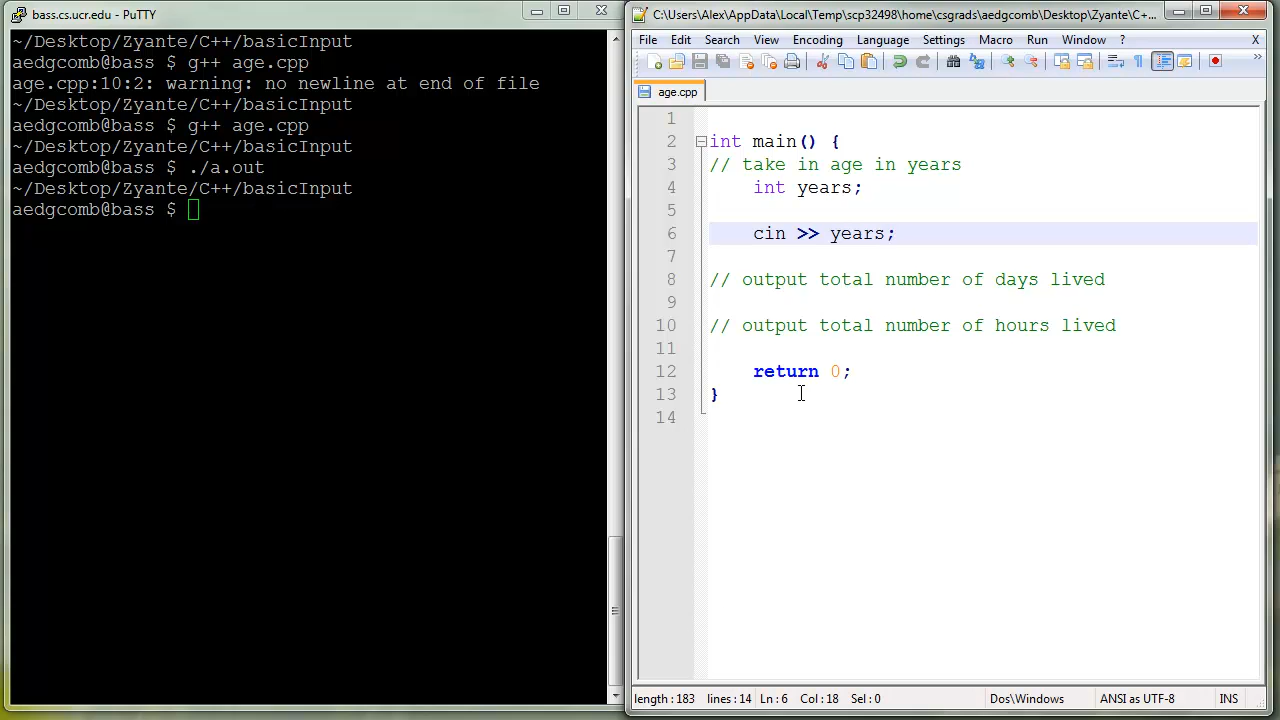 bass.cs.ucr.edu - PuTTY
~/Desktop/Zyante/C++/basicInput
aedgcomb@bass $ g++ age.cpp
age.cpp:10:2: warning: no newline at end of file
~/Desktop/Zyante/C++/basicInput
aedgcomb@bass $ g++ age.cpp
~/Desktop/Zyante/C++/basicInput
aedgcomb@bass $ ./a.out
~/Desktop/Zyante/C++/basicInput
aedgcomb@bass $
C:\Users\Alex\AppData\Local\Temp\scp32498\home\csgrads\aedgcomb\Desktop\Zyante\C+...
File Edit Search View Encoding Language Settings Macro Run Window ? X
age.cpp
1
2 int main() {
3 // take in age in years
4 int years;
5
6 cin >> years;
7
8 // output total number of days lived
9
10 // output total number of hours lived
11
12 return 0;
13 }
14
length : 183 lines : 14 Ln : 6 Col : 18 Sel : 0 Dos\Windows ANSI as UTF-8 INS